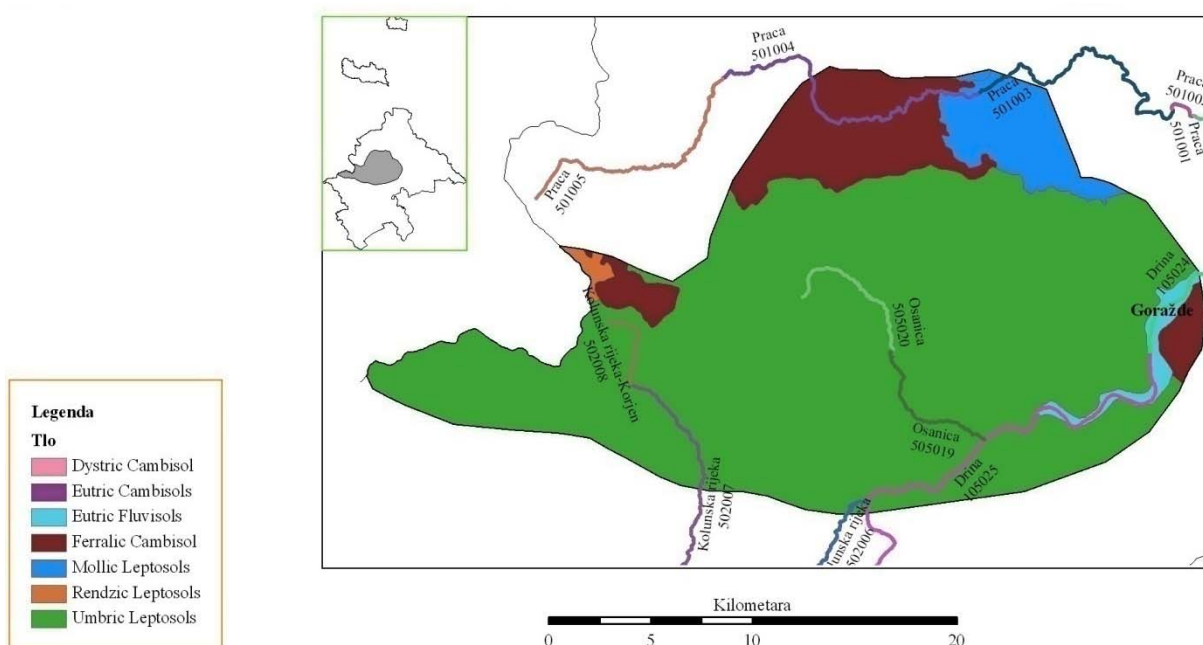 Praca
501004
Praca
501003
Praca
Praca
501001
Praca
501005
Drina
105024
Goražde
Kolunska rijeka-Korjen
502008
Osanica
505020
Osanica
505019
Drina
105025
Kolunska rijeka
502007
lunska rijeka
502006
Legenda
Tlo
Dystric Cambisol
Eutric Cambisols
Eutric Fluvisols
Ferralic Cambisol
Mollic Leptosols
Rendzic Leptosols
Umbric Leptosols
Kilometara
0 5 10 20